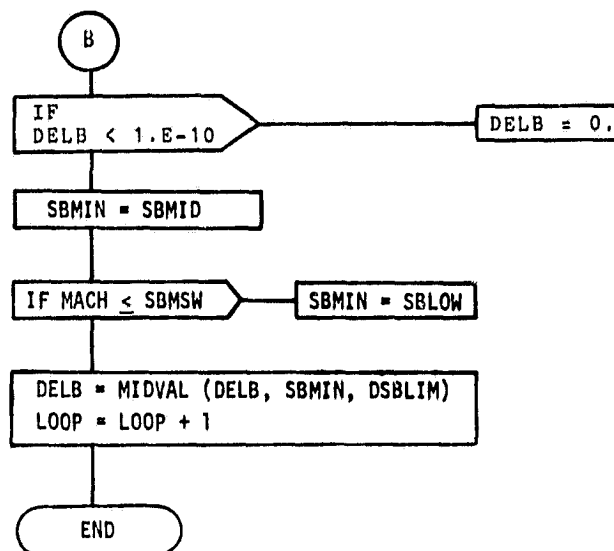 B
IF
DELB < 1.E-10
DELB = 0.
SBMIN = SBMID
IF MACH ≤ SBMSW
SBMIN = SBLOW
DELB = MIDVAL (DELB, SBMIN, DSBLIM)
LOOP = LOOP + 1
END